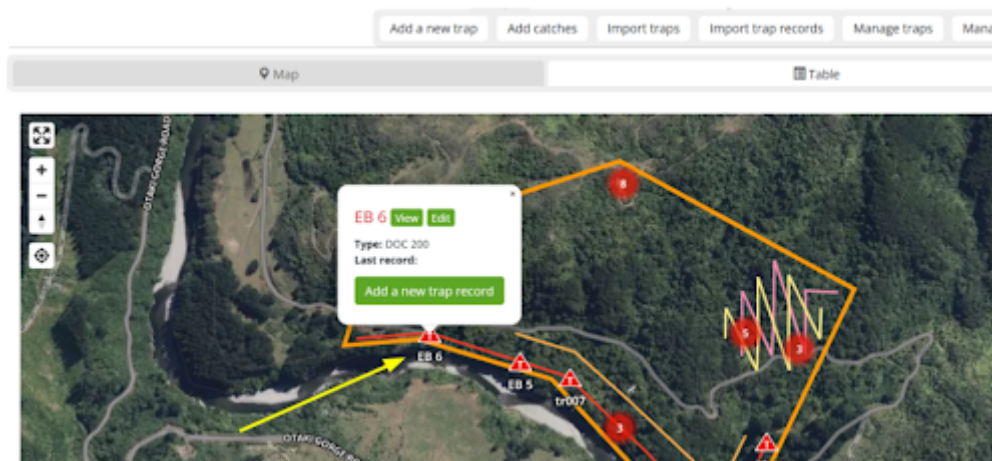 Add a new trap Add catches Import traps Import trap records Manage traps Mana
Map Table
OTAKI GORGE ROAD
8
EB 6 View Edit
Type: DOC 200
Last record:
Add a new trap record
5
3
EB 6
EB 5
tr007
3
OTAKI GORGE RO